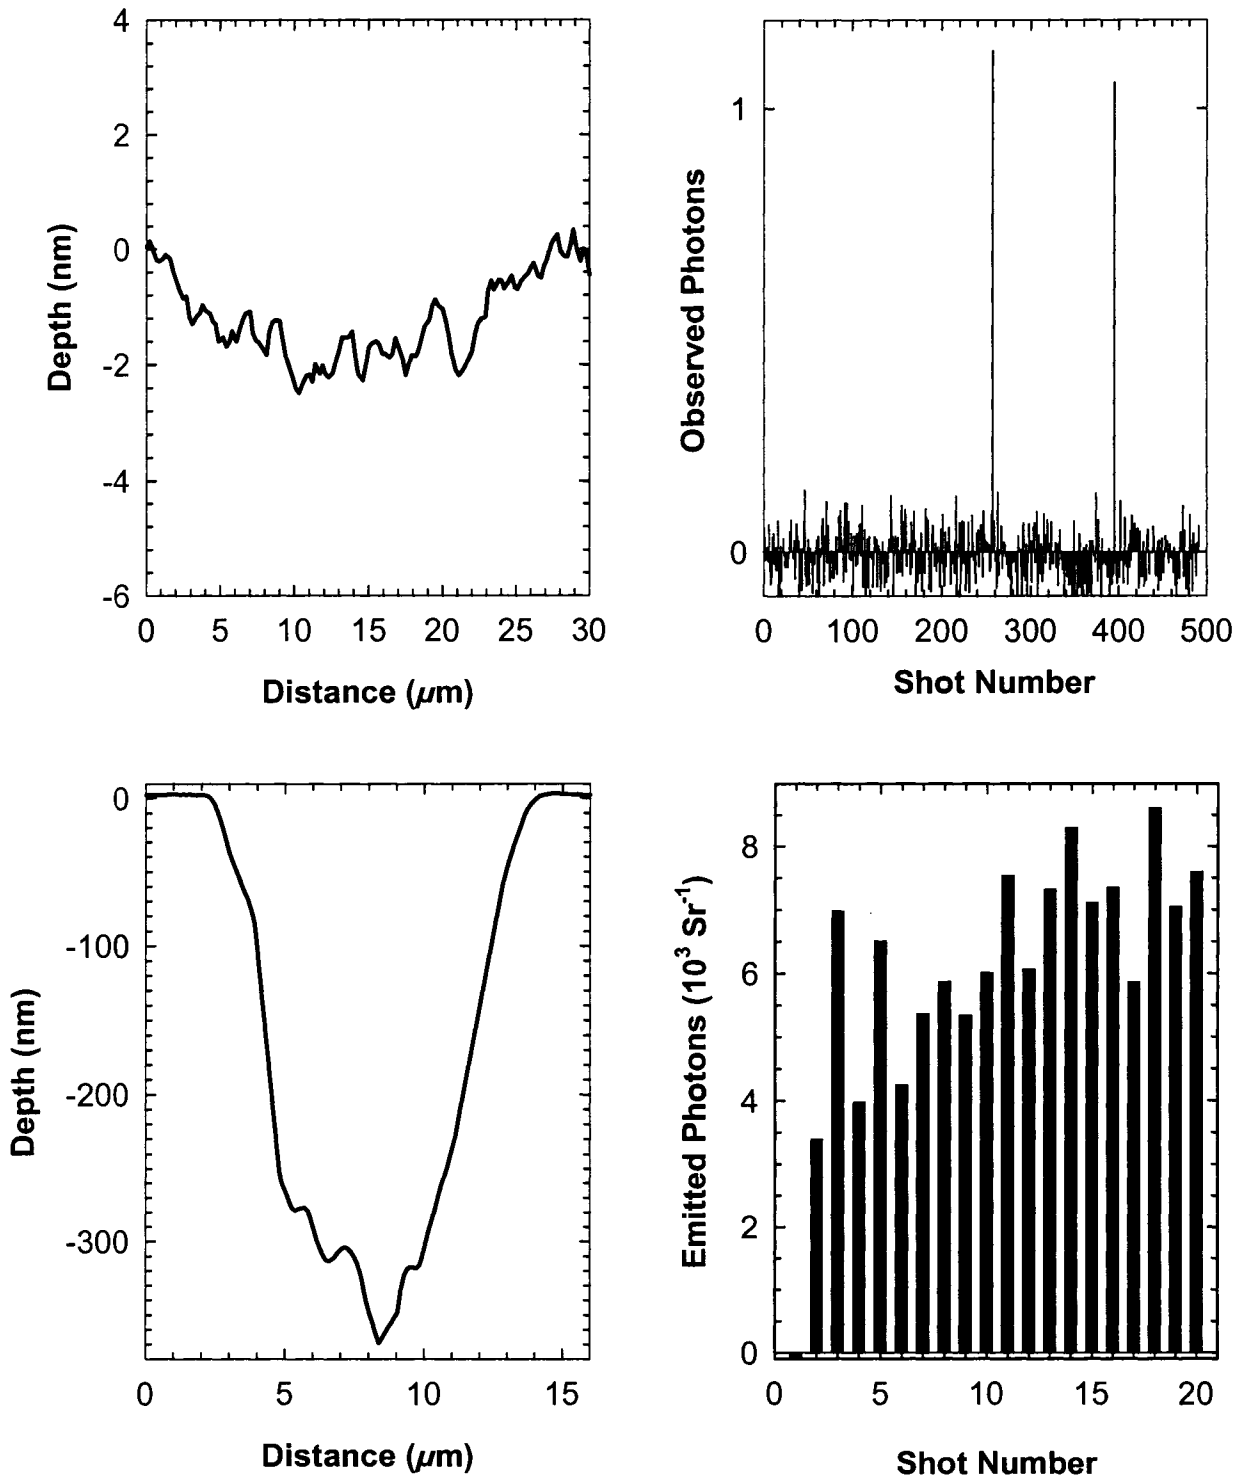 4
2
0
-2
-4
-6
Depth (nm)
0 5 10 15 20 25 30
Distance (μm)
1
0
Observed Photons
0 100 200 300 400 500
Shot Number
0
-100
-200
-300
Depth (nm)
0 5 10 15
Distance (μm)
8
6
4
2
0
Emitted Photons (10³ Sr⁻¹)
0 5 10 15 20
Shot Number